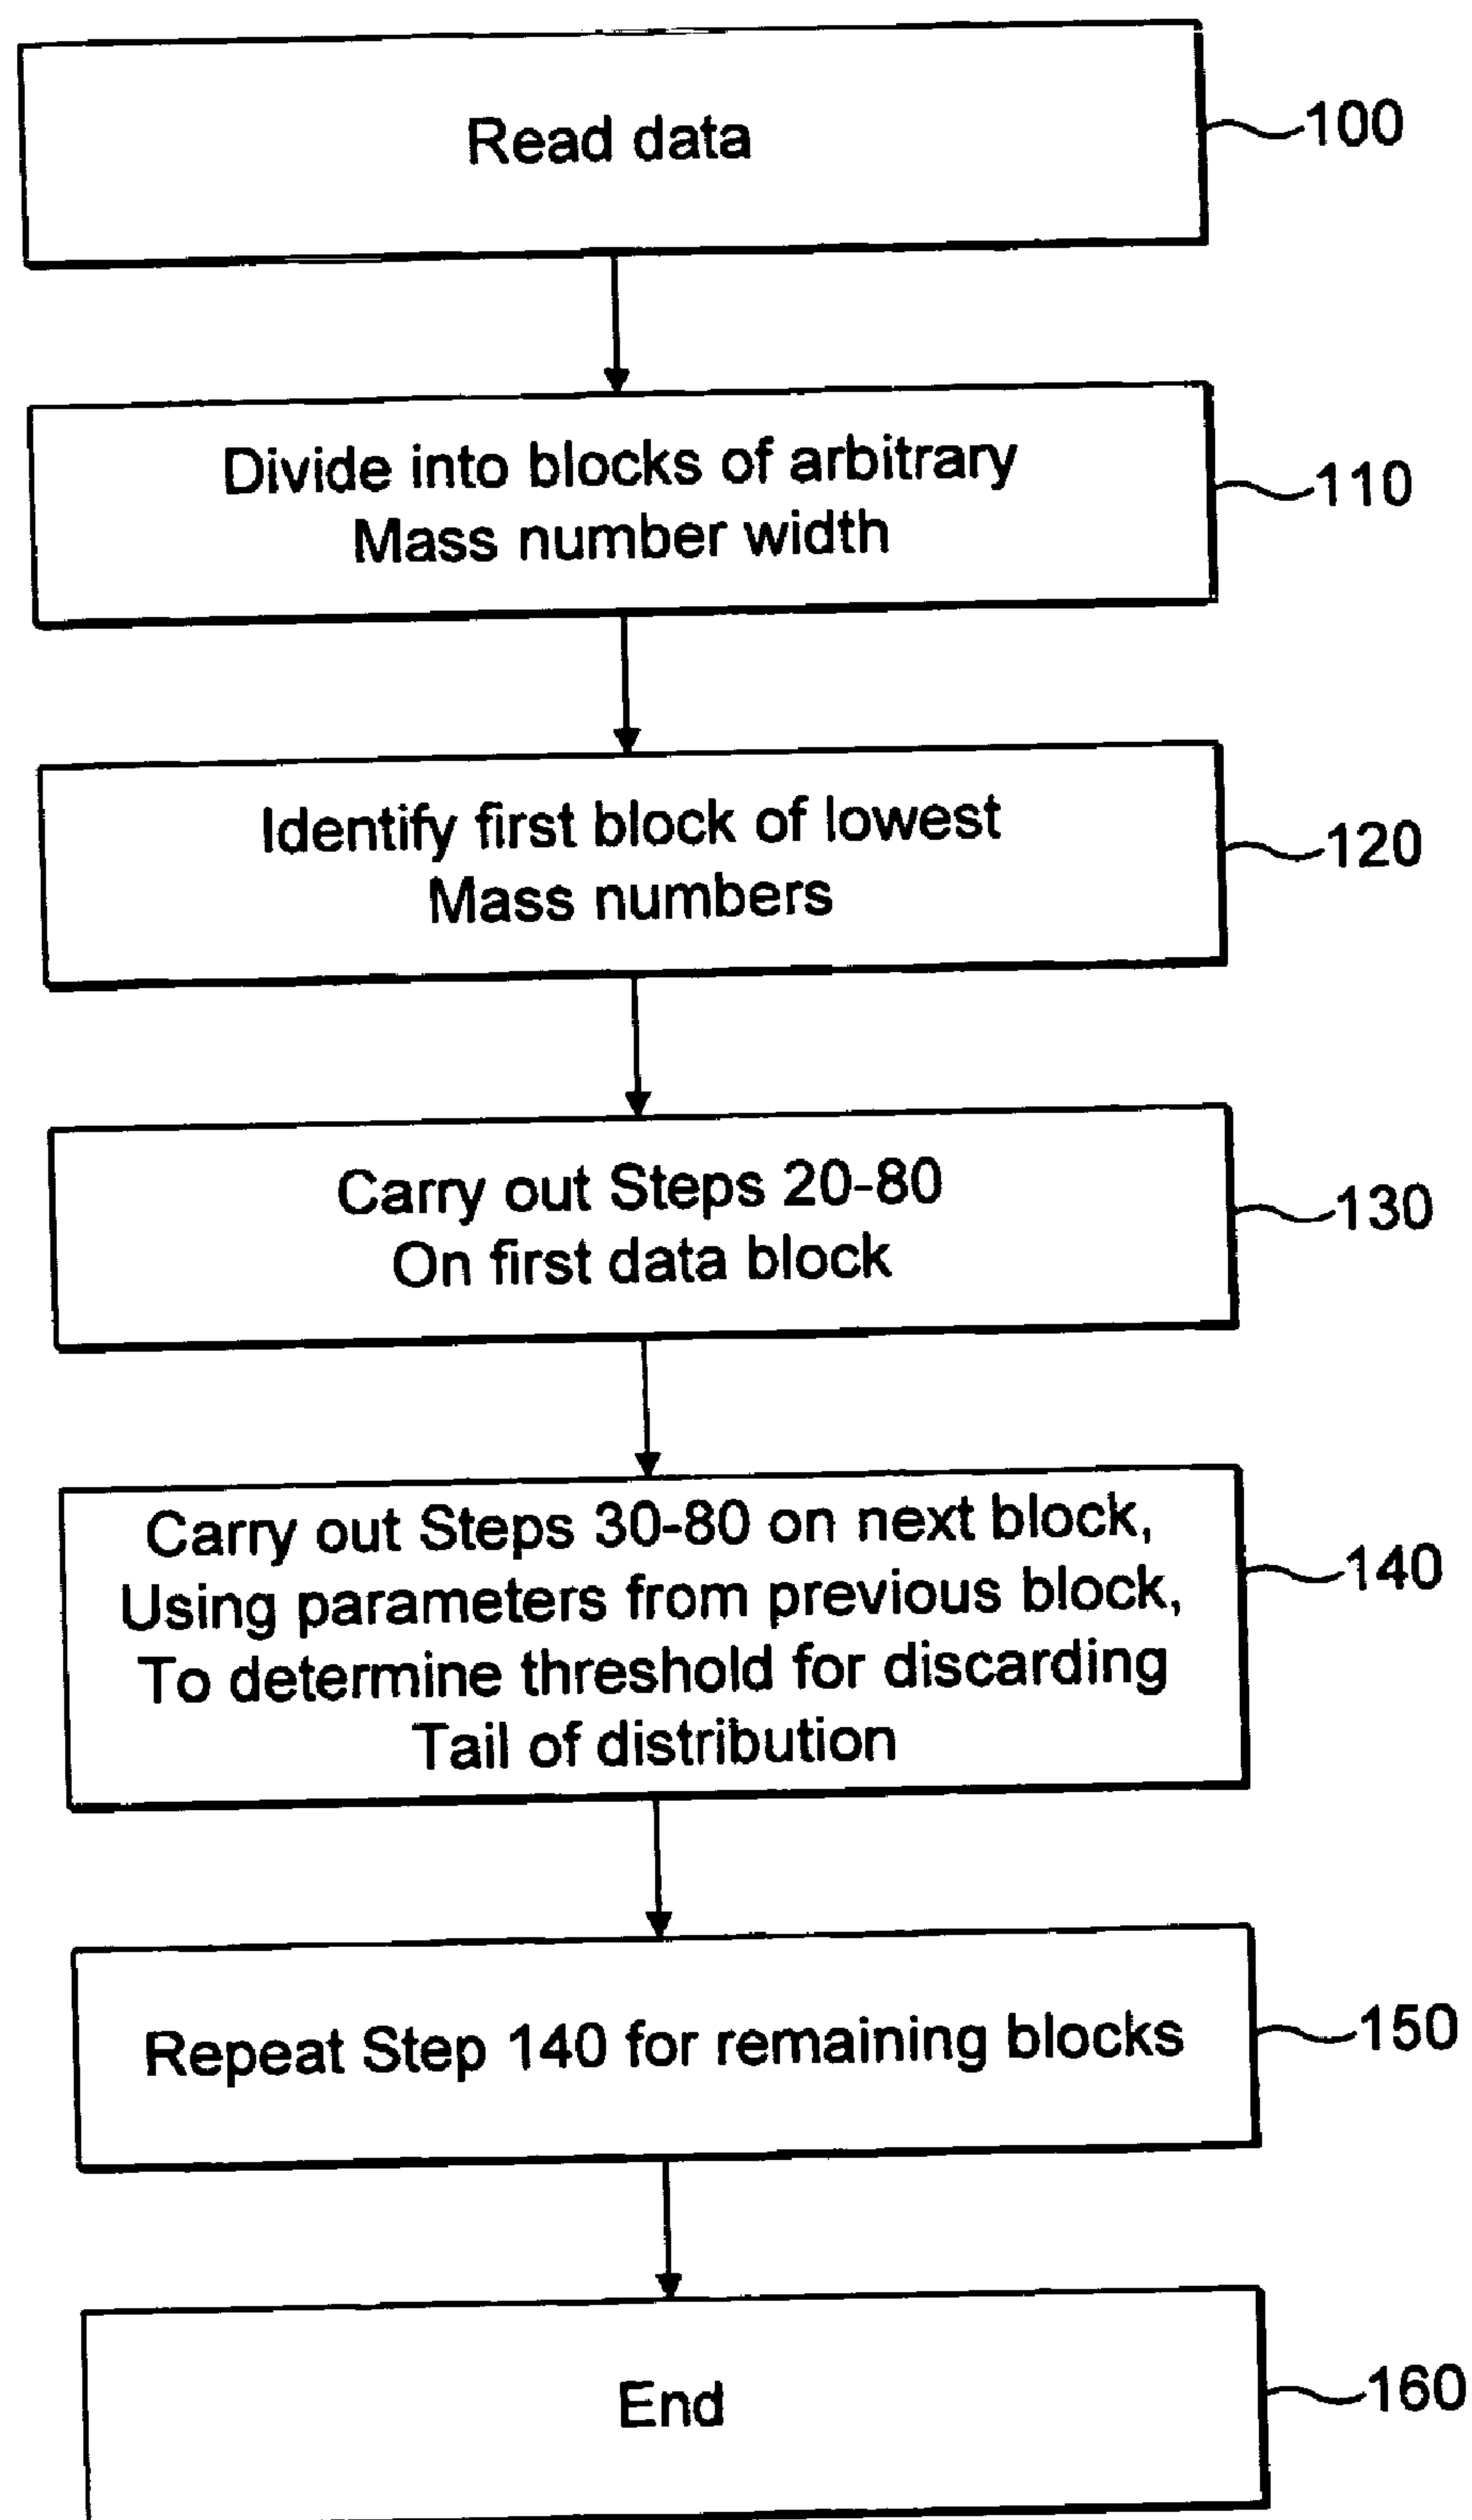 Read data
100
Divide into blocks of arbitrary
Mass number width
110
Identify first block of lowest
Mass numbers
120
Carry out Steps 20-80
On first data block
130
Carry out Steps 30-80 on next block,
Using parameters from previous block,
To determine threshold for discarding
Tail of distribution
140
Repeat Step 140 for remaining blocks
150
End
160